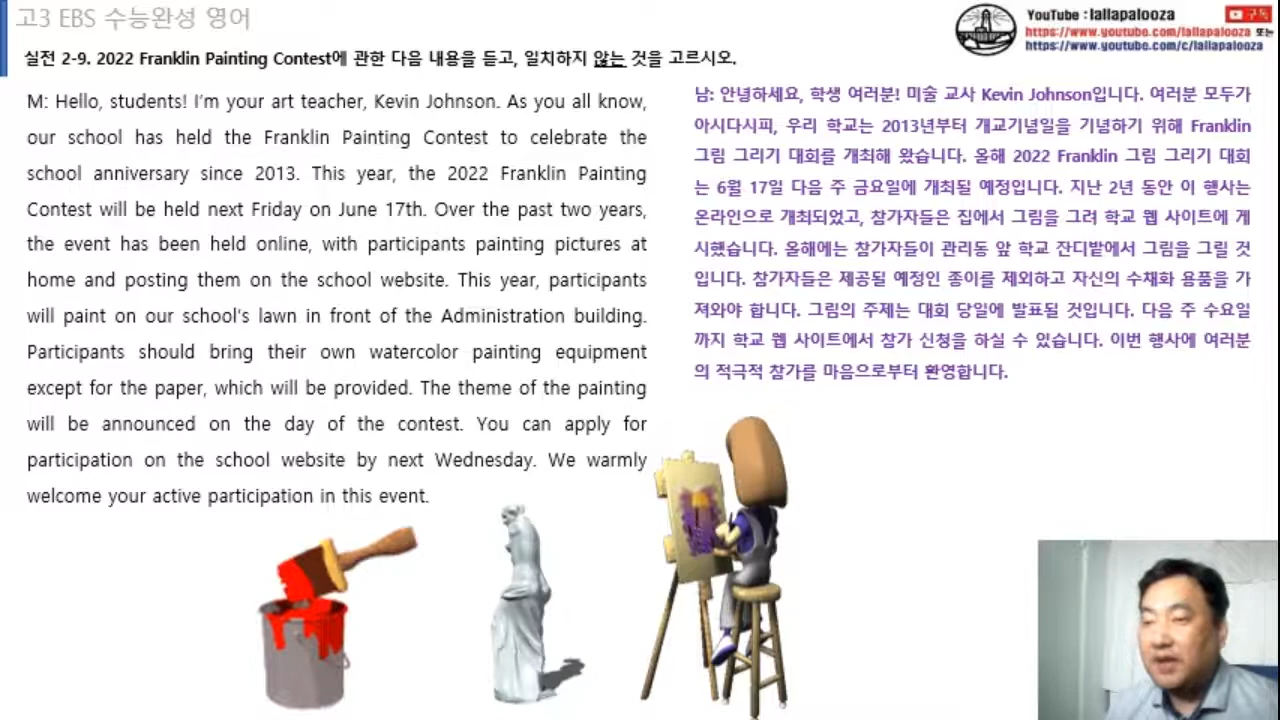 고3 EBS 수능완성 영어
YouTube : lallapalooza
구독
https://www.youtube.com/lallapalooza 또는
https://www.youtube.com/c/lallapalooza
실전 2-9. 2022 Franklin Painting Contest에 관한 다음 내용을 듣고, 일치하지 않는 것을 고르시오.
M: Hello, students! I'm your art teacher, Kevin Johnson. As you all know,
our school has held the Franklin Painting Contest to celebrate the
school anniversary since 2013. This year, the 2022 Franklin Painting
Contest will be held next Friday on June 17th. Over the past two years,
the event has been held online, with participants painting pictures at
home and posting them on the school website. This year, participants
will paint on our school's lawn in front of the Administration building.
Participants should bring their own watercolor painting equipment
except for the paper, which will be provided. The theme of the painting
will be announced on the day of the contest. You can apply for
participation on the school website by next Wednesday. We warmly
welcome your active participation in this event.
남: 안녕하세요, 학생 여러분! 미술 교사 Kevin Johnson입니다. 여러분 모두가
아시다시피, 우리 학교는 2013년부터 개교기념일을 기념하기 위해 Franklin
그림 그리기 대회를 개최해 왔습니다. 올해 2022 Franklin 그림 그리기 대회
는 6월 17일 다음 주 금요일에 개최될 예정입니다. 지난 2년 동안 이 행사는
온라인으로 개최되었고, 참가자들은 집에서 그림을 그려 학교 웹 사이트에 게
시했습니다. 올해에는 참가자들이 관리동 앞 학교 잔디밭에서 그림을 그릴 것
입니다. 참가자들은 제공될 예정인 종이를 제외하고 자신의 수채화 용품을 가
져와야 합니다. 그림의 주제는 대회 당일에 발표될 것입니다. 다음 주 수요일
까지 학교 웹 사이트에서 참가 신청을 하실 수 있습니다. 이번 행사에 여러분
의 적극적 참가를 마음으로부터 환영합니다.